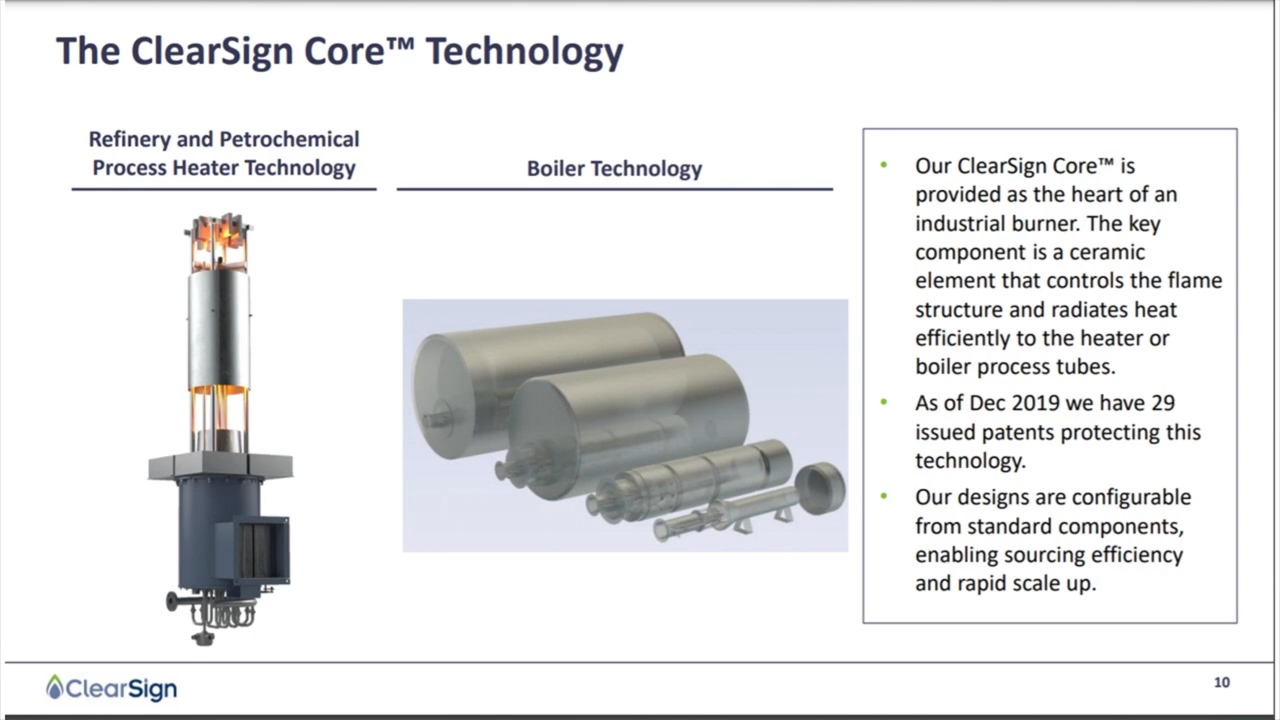 The ClearSign Core™ Technology
Refinery and Petrochemical
Process Heater Technology
Boiler Technology
• Our ClearSign Core™ is
provided as the heart of an
industrial burner. The key
component is a ceramic
element that controls the flame
structure and radiates heat
efficiently to the heater or
boiler process tubes.
• As of Dec 2019 we have 29
issued patents protecting this
technology.
• Our designs are configurable
from standard components,
enabling sourcing efficiency
and rapid scale up.
ClearSign
10